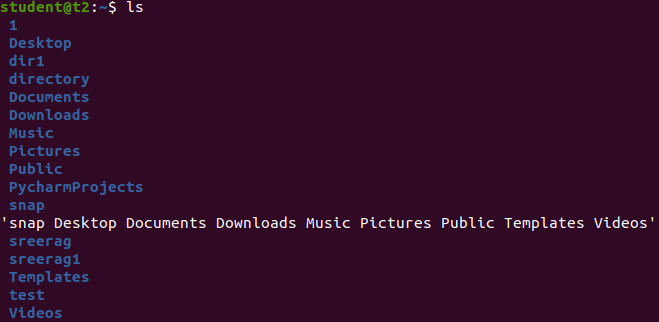 student@t2:~$ ls
1
Desktop
dir1
directory
Documents
Downloads
Music
Pictures
Public
PycharmProjects
snap
'snap Desktop Documents Downloads Music Pictures Public Templates Videos'
sreerag
sreerag1
Templates
test
Videos